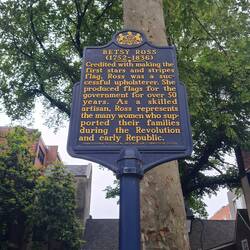 BETSY ROSS
(1752-1836)
Credited with making the
first stars and stripes
flag, Ross was a suc-
cessful upholsterer. She
produced flags for the
government for over 50
years. As a skilled
artisan, Ross represents
the many women who sup-
ported their families
during the Revolution
and early Republic.